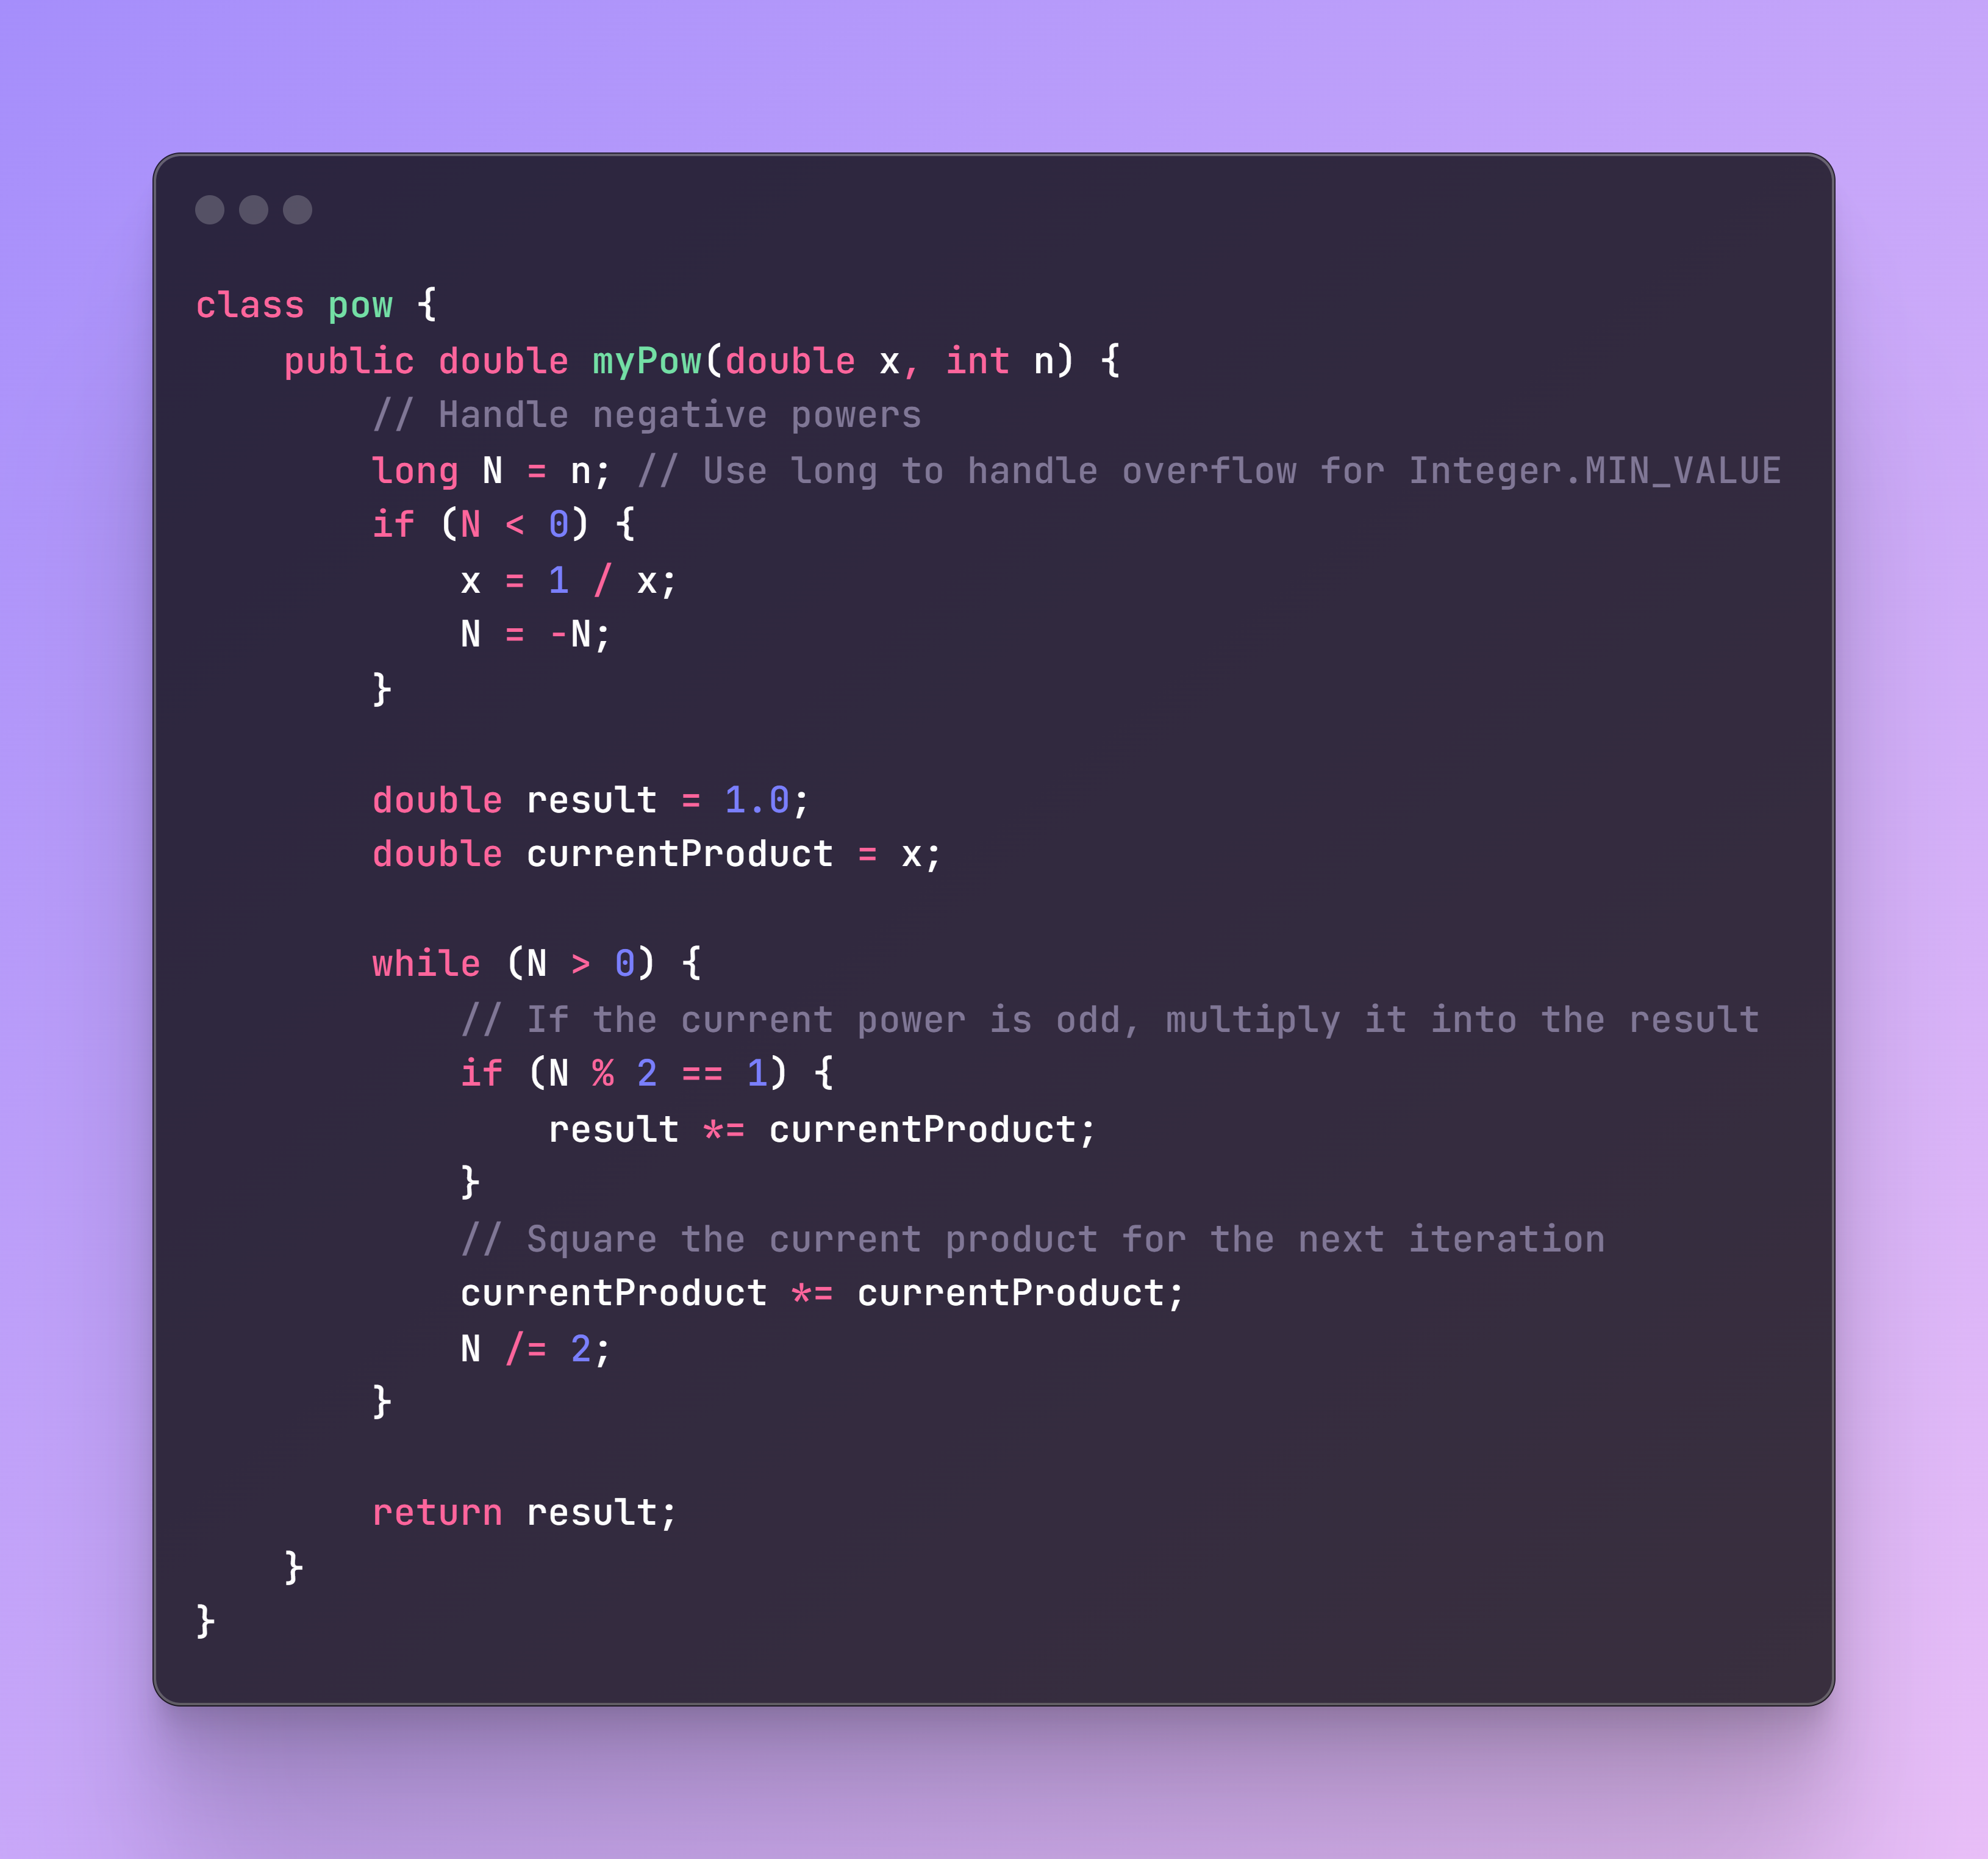 class pow {
    public double myPow(double x, int n) {
        // Handle negative powers
        long N = n; // Use long to handle overflow for Integer.MIN_VALUE
        if (N < 0) {
            x = 1 / x;
            N = -N;
        }

        double result = 1.0;
        double currentProduct = x;

        while (N > 0) {
            // If the current power is odd, multiply it into the result
            if (N % 2 == 1) {
                result *= currentProduct;
            }
            // Square the current product for the next iteration
            currentProduct *= currentProduct;
            N /= 2;
        }

        return result;
    }
}